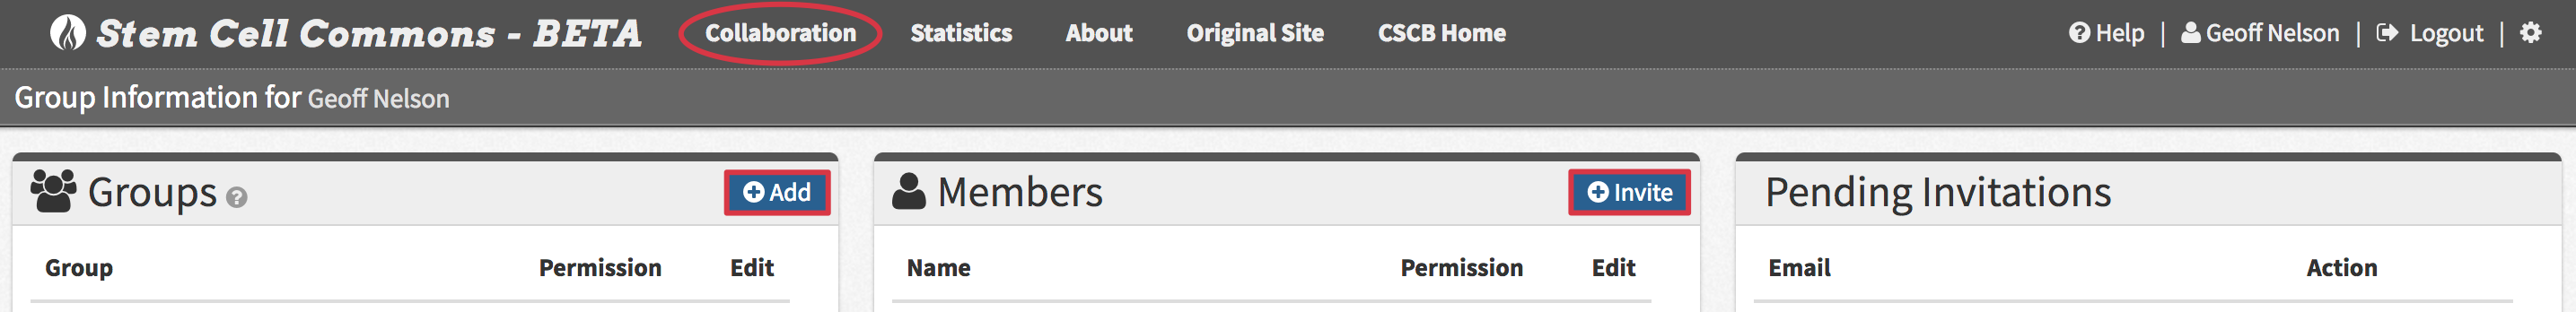 Stem Cell Commons - BETA Collaboration Statistics About Original Site CSCB Home Help | Geoff Nelson | Logout |
Group Information for Geoff Nelson
Groups Add Members Invite Pending Invitations
Group Permission Edit Name Permission Edit Email Action